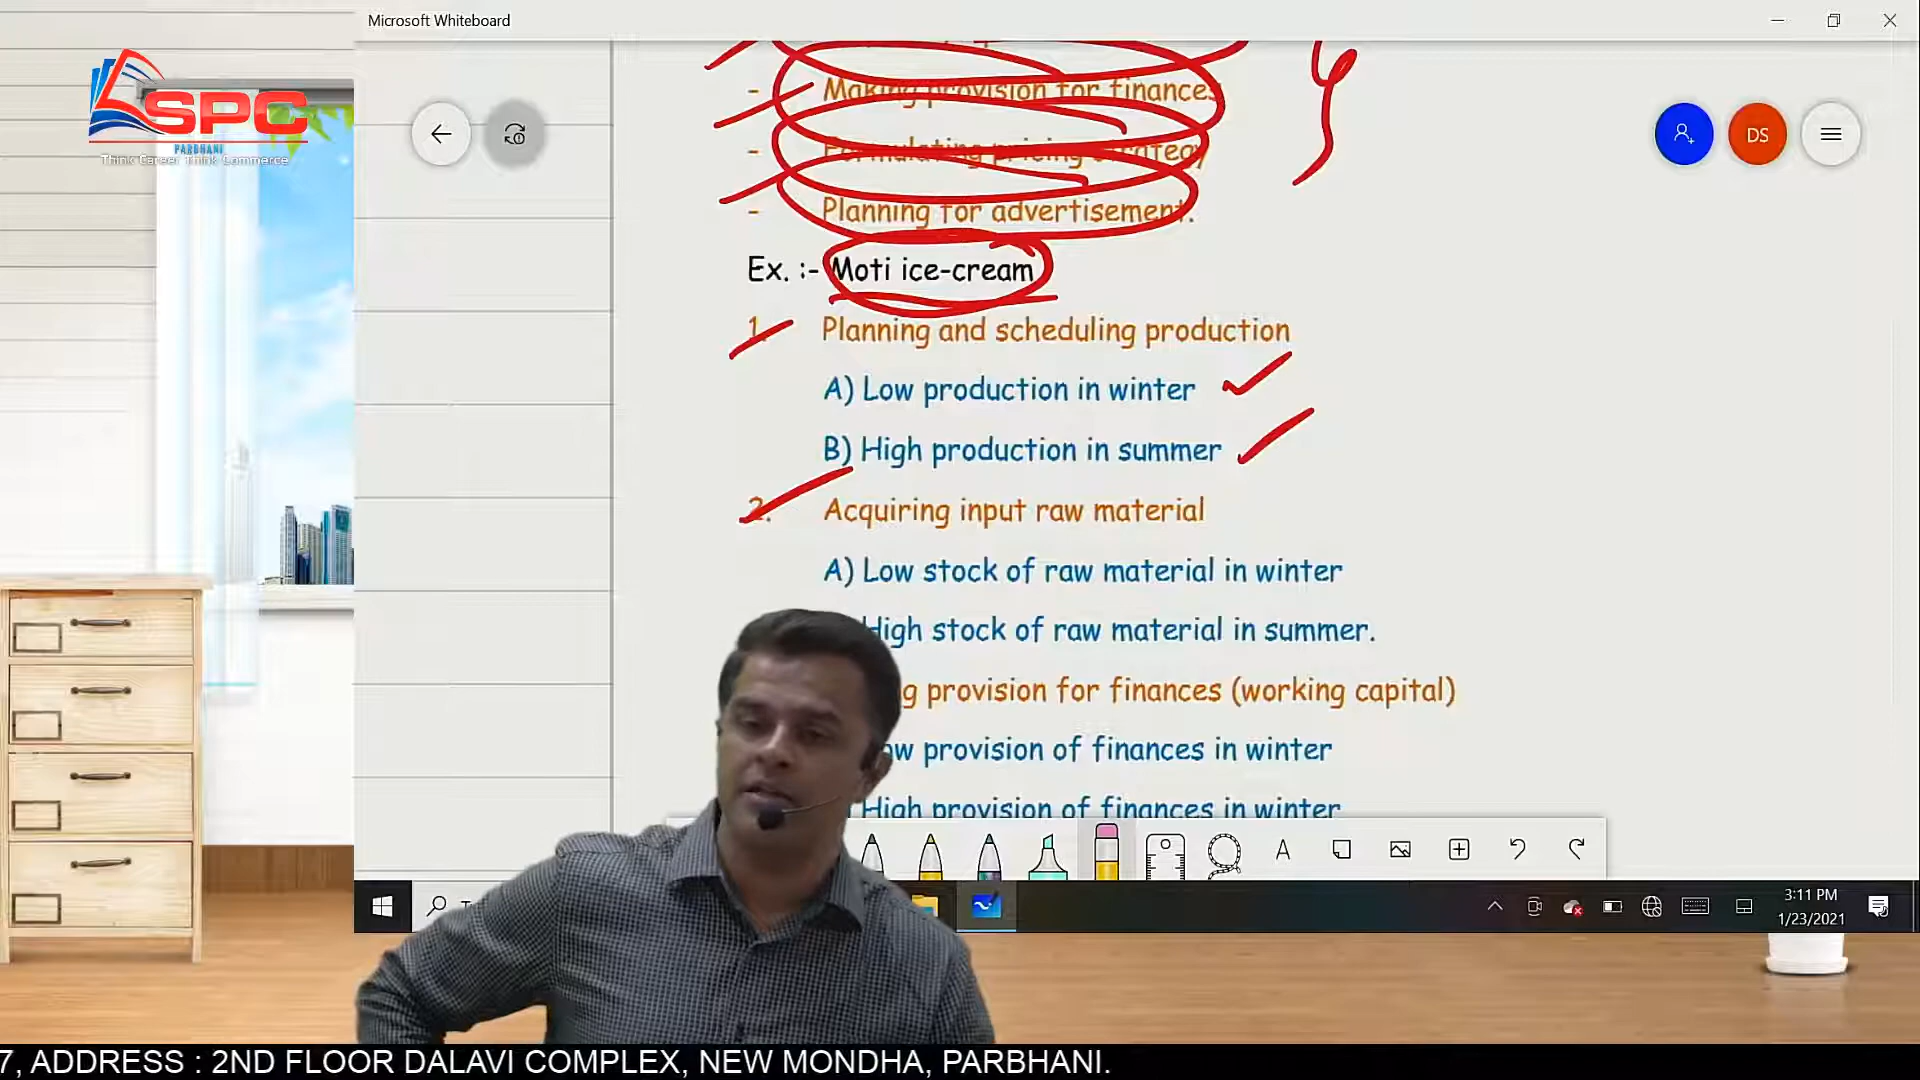 Microsoft Whiteboard
SPC
PARBHANI
Think Career Think Commerce
DS
- Making provision for finances
- Formulating pricing strategy
- Planning for advertisement.
Ex. :- Moti ice-cream
1. Planning and scheduling production
A) Low production in winter
B) High production in summer
2. Acquiring input raw material
A) Low stock of raw material in winter
High stock of raw material in summer.
provision for finances (working capital)
provision of finances in winter
High provision of finances in winter
3:11 PM
1/23/2021
7, ADDRESS : 2ND FLOOR DALAVI COMPLEX, NEW MONDHA, PARBHANI.